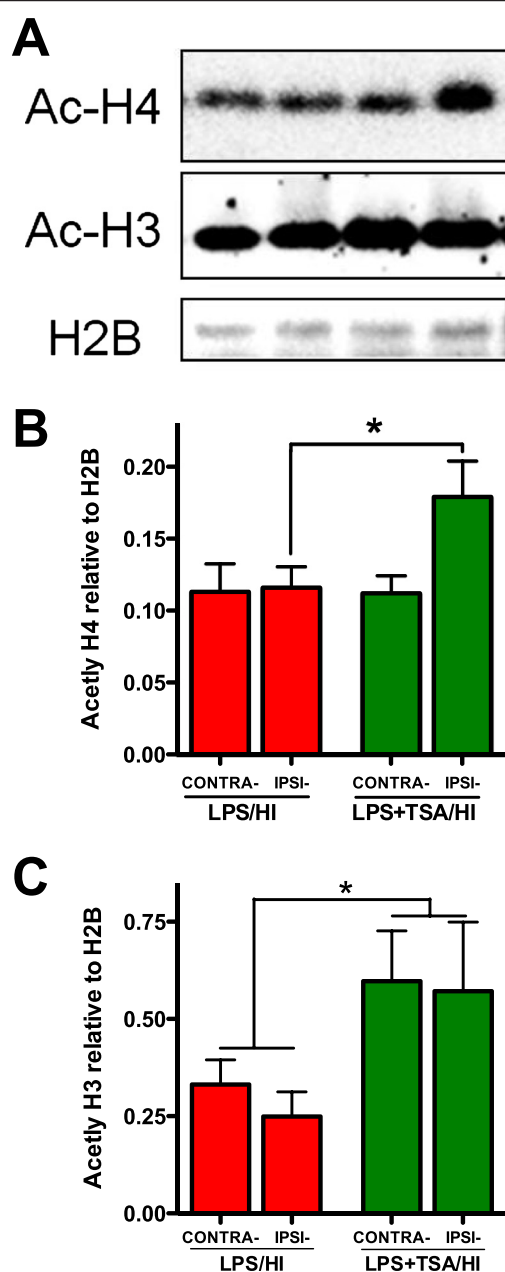 A
Ac-H4
Ac-H3
H2B
B
Acetly H4 relative to H2B
*
0.20
0.15
0.10
0.05
0.00
CONTRA- IPSI- CONTRA- IPSI-
LPS/HI LPS+TSA/HI
C
Acetly H3 relative to H2B
*
0.75
0.50
0.25
0.00
CONTRA- IPSI- CONTRA- IPSI-
LPS/HI LPS+TSA/HI